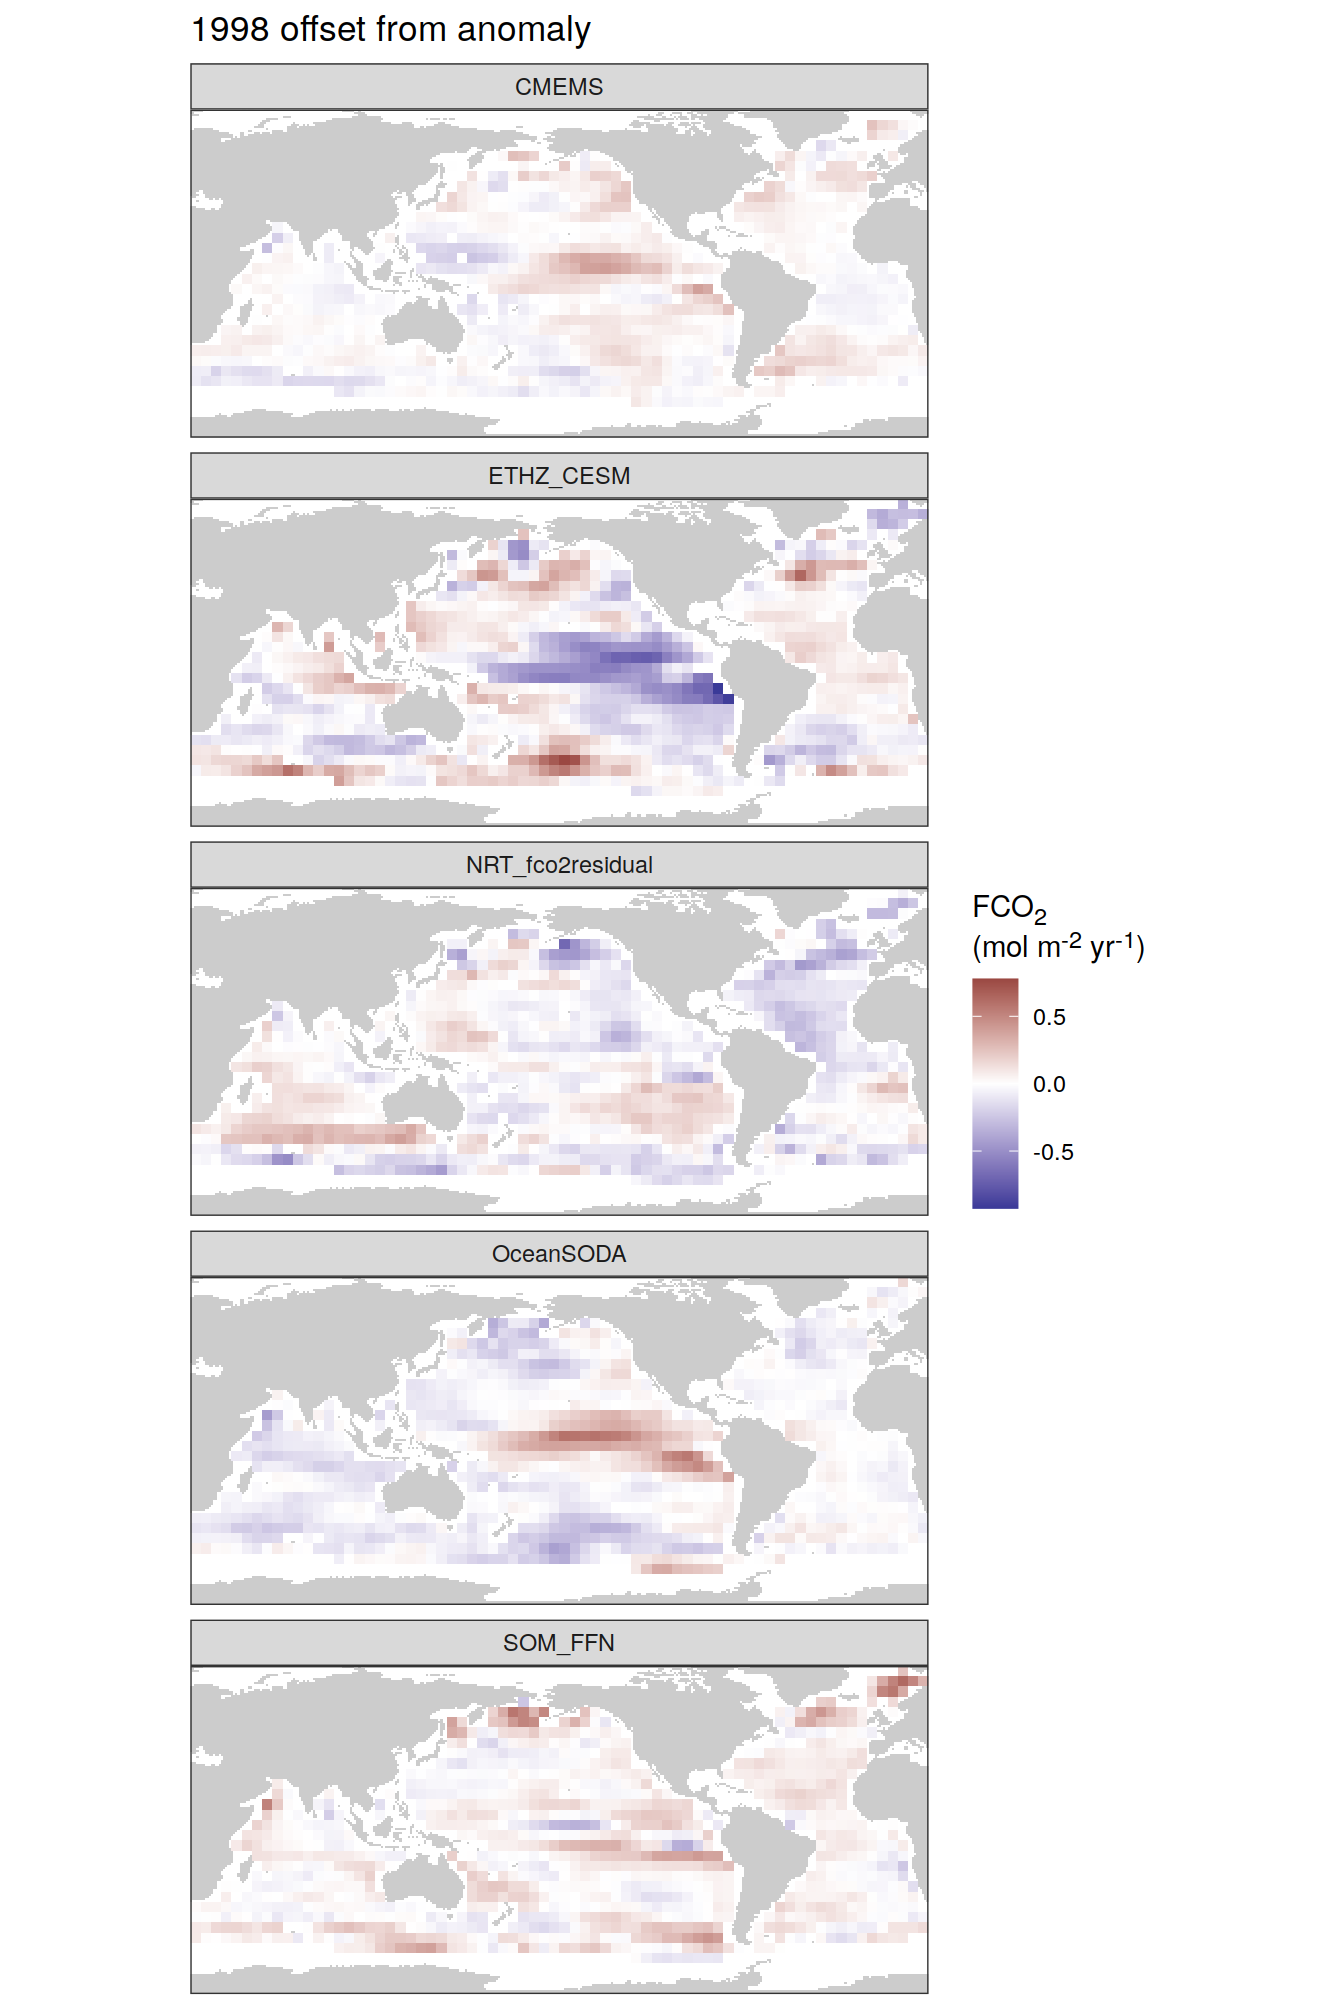 1998 offset from anomaly
CMEMS
ETHZ_CESM
NRT_fco2residual
FCO₂
(mol m⁻² yr⁻¹)
0.5
0.0
-0.5
OceanSODA
SOM_FFN